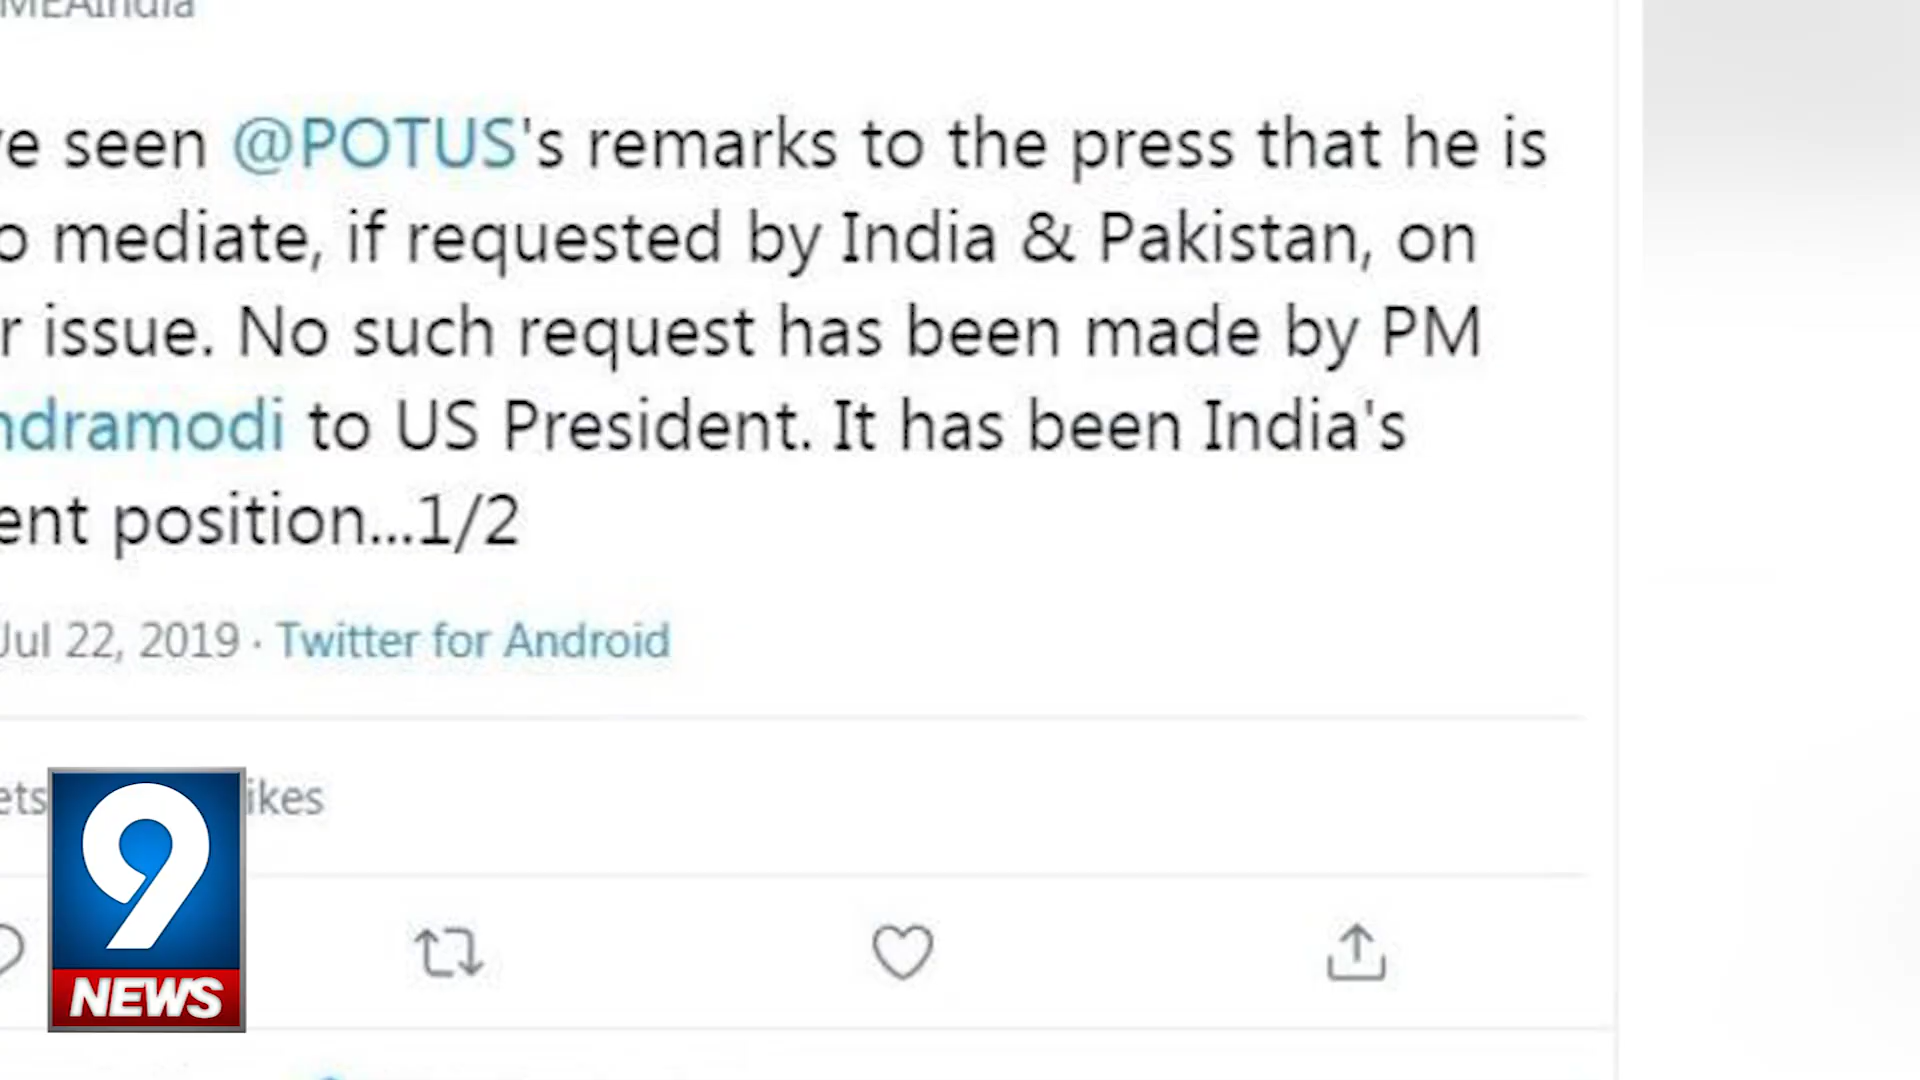 MEAIndia
ve seen @POTUS's remarks to the press that he is
o mediate, if requested by India & Pakistan, on
r issue. No such request has been made by PM
ndramodi to US President. It has been India's
ent position...1/2
Jul 22, 2019 · Twitter for Android
ets ikes
9
NEWS